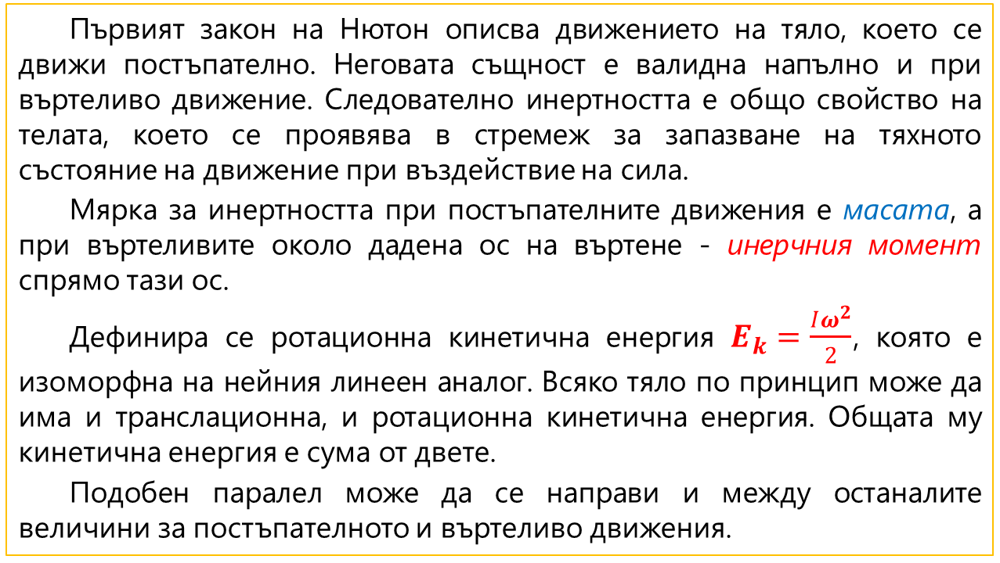 Първият закон на Нютон описва движението на тяло, което се
движи постъпателно. Неговата същност е валидна напълно и при
въртеливо движение. Следователно инертността е общо свойство на
телата, което се проявява в стремеж за запазване на тяхното
състояние на движение при въздействие на сила.
Мярка за инертността при постъпателните движения е масата, а
при въртеливите около дадена ос на въртене - инерчния момент
спрямо тази ос.
Дефинира се ротационна кинетична енергия E_k = Iω²/2, която е
изоморфна на нейния линеен аналог. Всяко тяло по принцип може да
има и транслационна, и ротационна кинетична енергия. Общата му
кинетична енергия е сума от двете.
Подобен паралел може да се направи и между останалите
величини за постъпателното и въртеливо движения.